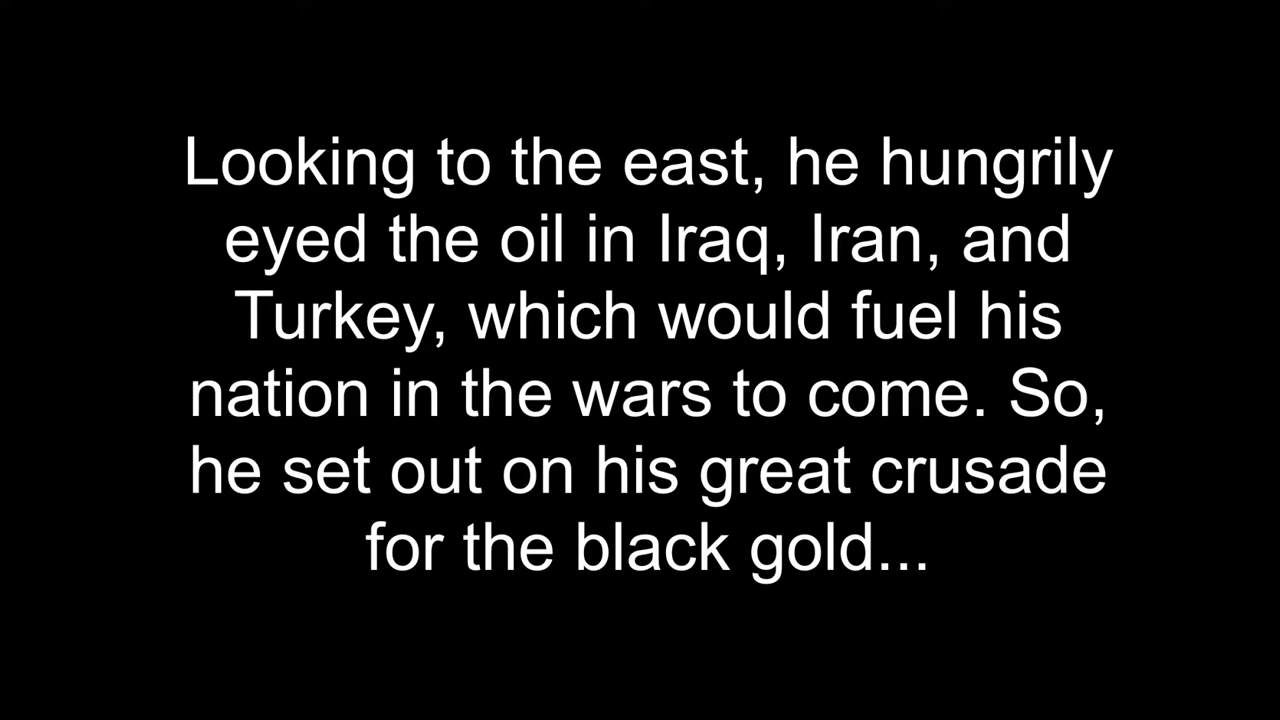 Looking to the east, he hungrily
eyed the oil in Iraq, Iran, and
Turkey, which would fuel his
nation in the wars to come. So,
he set out on his great crusade
for the black gold...